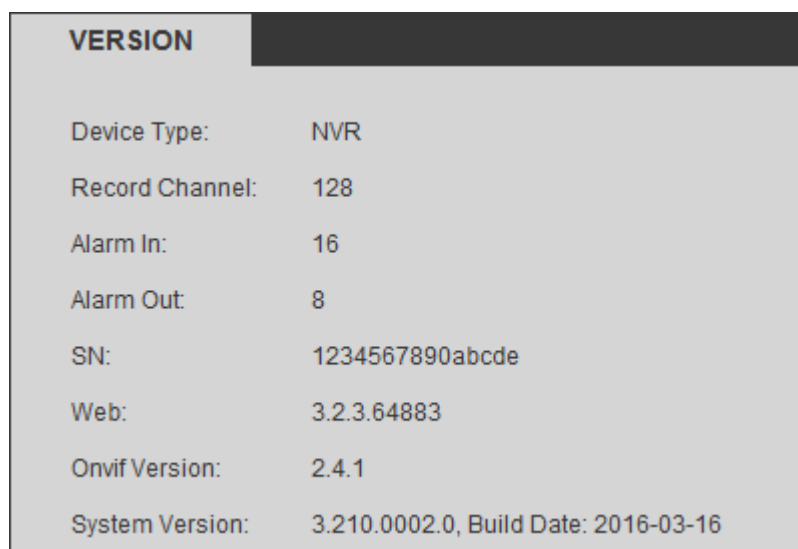 VERSION
Device Type: NVR
Record Channel: 128
Alarm In: 16
Alarm Out: 8
SN: 1234567890abcde
Web: 3.2.3.64883
Onvif Version: 2.4.1
System Version: 3.210.0002.0, Build Date: 2016-03-16